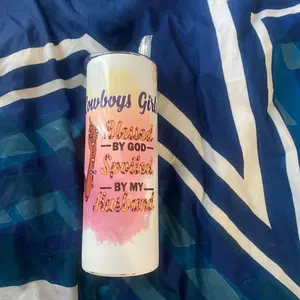 Cowboys Girl
Blessed
BY GOD
Spoiled
BY MY
Husband